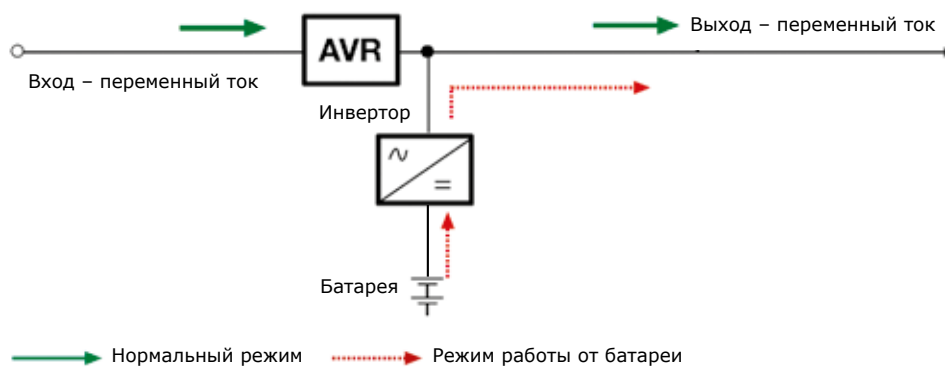 Выход – переменный ток
AVR
Вход – переменный ток
Инвертор
Батарея
Нормальный режим
Режим работы от батареи